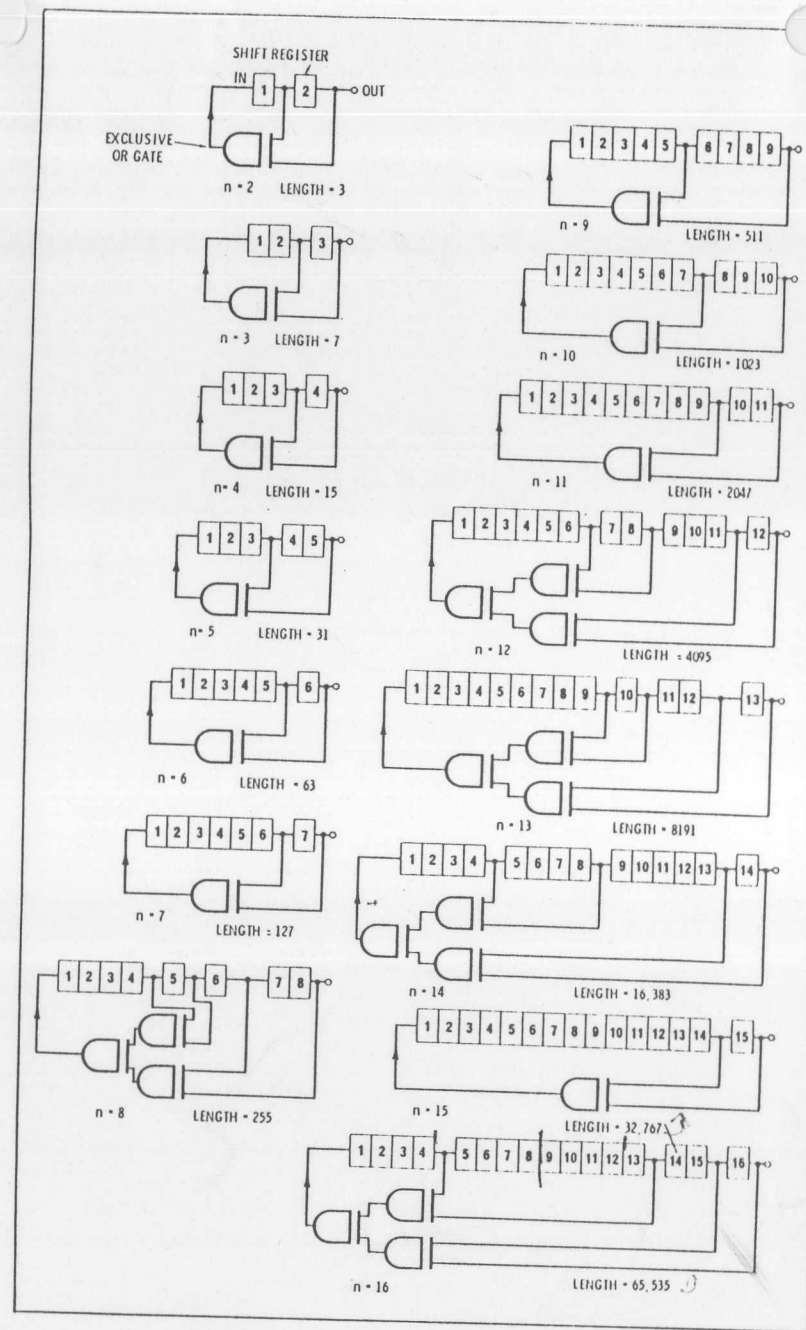 SHIFT REGISTER
IN 1 2 OUT
EXCLUSIVE
OR GATE
n = 2 LENGTH = 3
1 2 3
n = 3 LENGTH = 7
1 2 3 4
n = 4 LENGTH = 15
1 2 3 4 5
n = 5 LENGTH = 31
1 2 3 4 5 6
n = 6 LENGTH = 63
1 2 3 4 5 6 7
n = 7 LENGTH = 127
1 2 3 4 5 6 7 8
n = 8 LENGTH = 255
1 2 3 4 5 6 7 8 9
n = 9 LENGTH = 511
1 2 3 4 5 6 7 8 9 10
n = 10 LENGTH = 1023
1 2 3 4 5 6 7 8 9 10 11
n = 11 LENGTH = 2047
1 2 3 4 5 6 7 8 9 10 11 12
n = 12 LENGTH = 4095
1 2 3 4 5 6 7 8 9 10 11 12 13
n = 13 LENGTH = 8191
1 2 3 4 5 6 7 8 9 10 11 12 13 14
n = 14 LENGTH = 16,383
1 2 3 4 5 6 7 8 9 10 11 12 13 14 15
n = 15 LENGTH = 32,767
1 2 3 4 5 6 7 8 9 10 11 12 13 14 15 16
n = 16 LENGTH = 65,535